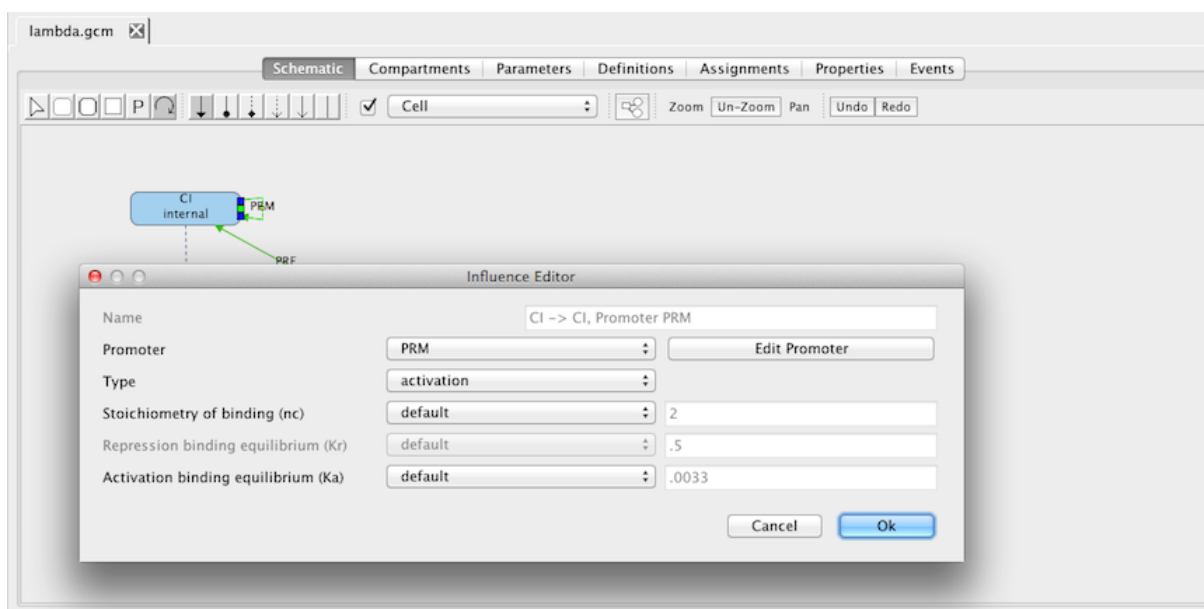 lambda.gcm
Schematic Compartments Parameters Definitions Assignments Properties Events
P Cell Zoom Un-Zoom Pan Undo Redo
CI
internal
PRM
PRE
Influence Editor
Name CI -> CI, Promoter PRM
Promoter PRM Edit Promoter
Type activation
Stoichiometry of binding (nc) default 2
Repression binding equilibrium (Kr) default .5
Activation binding equilibrium (Ka) default .0033
Cancel Ok